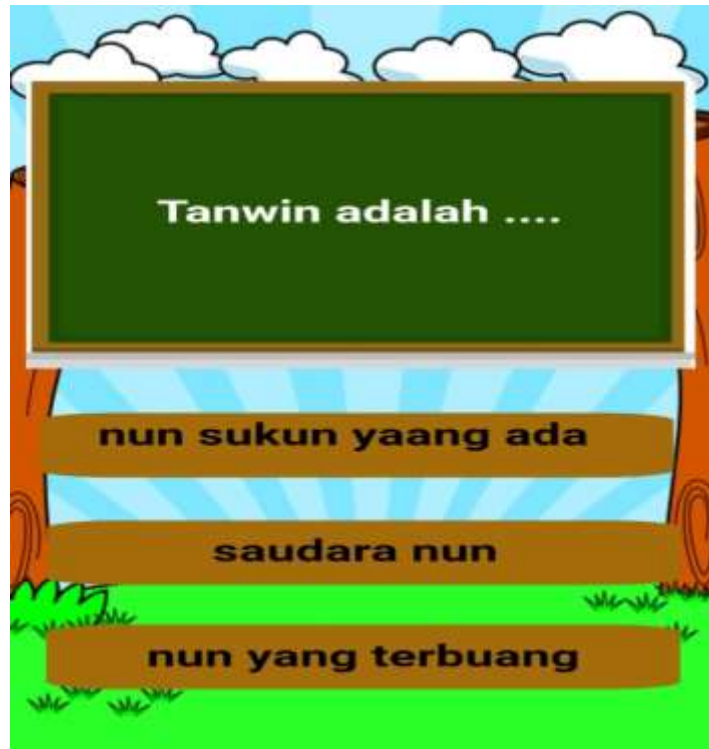 Tanwin adalah ....
nun sukun yaang ada
saudara nun
nun yang terbuang